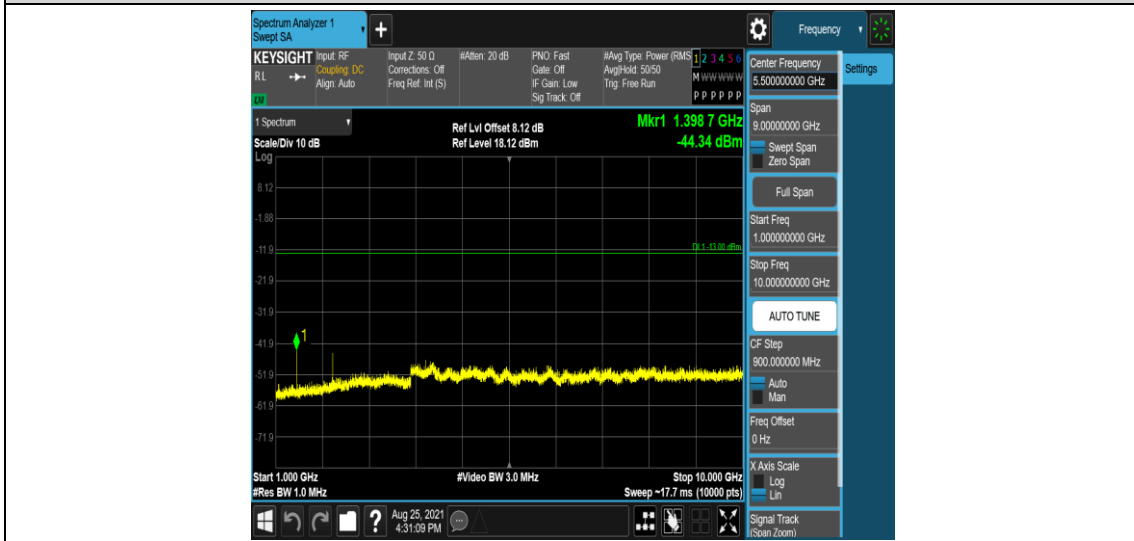 Spectrum Analyzer 1
Swept SA
+
Frequency
KEYSIGHT
RL
Input: RF
Coupling: DC
Align: Auto
Input Z: 50 Ω
Corrections: Off
Freq Ref: Int (S)
#Atten: 20 dB
PNO: Fast
Gate: Off
IF Gain: Low
Sig Track: Off
#Avg Type: Power (RMS
Avg|Hold: 50/50
Trig: Free Run
1 2 3 4 5 6
M W W W W W
P P P P P P
1 Spectrum
Scale/Div 10 dB
Log
Ref Lvl Offset 8.12 dB
Ref Level 18.12 dBm
Mkr1 1.398 7 GHz
-44.34 dBm
8.12
-1.88
-11.9
DL1 -13.00 dBm
-21.9
-31.9
1
-41.9
-51.9
-61.9
-71.9
Start 1.000 GHz
#Video BW 3.0 MHz
Stop 10.000 GHz
#Res BW 1.0 MHz
Sweep ~17.7 ms (10000 pts)
?
Aug 25, 2021
4:31:09 PM
Center Frequency
5.500000000 GHz
Settings
Span
9.00000000 GHz
Swept Span
Zero Span
Full Span
Start Freq
1.000000000 GHz
Stop Freq
10.000000000 GHz
AUTO TUNE
CF Step
900.000000 MHz
Auto
Man
Freq Offset
0 Hz
X Axis Scale
Log
Lin
Signal Track
(Span Zoom)